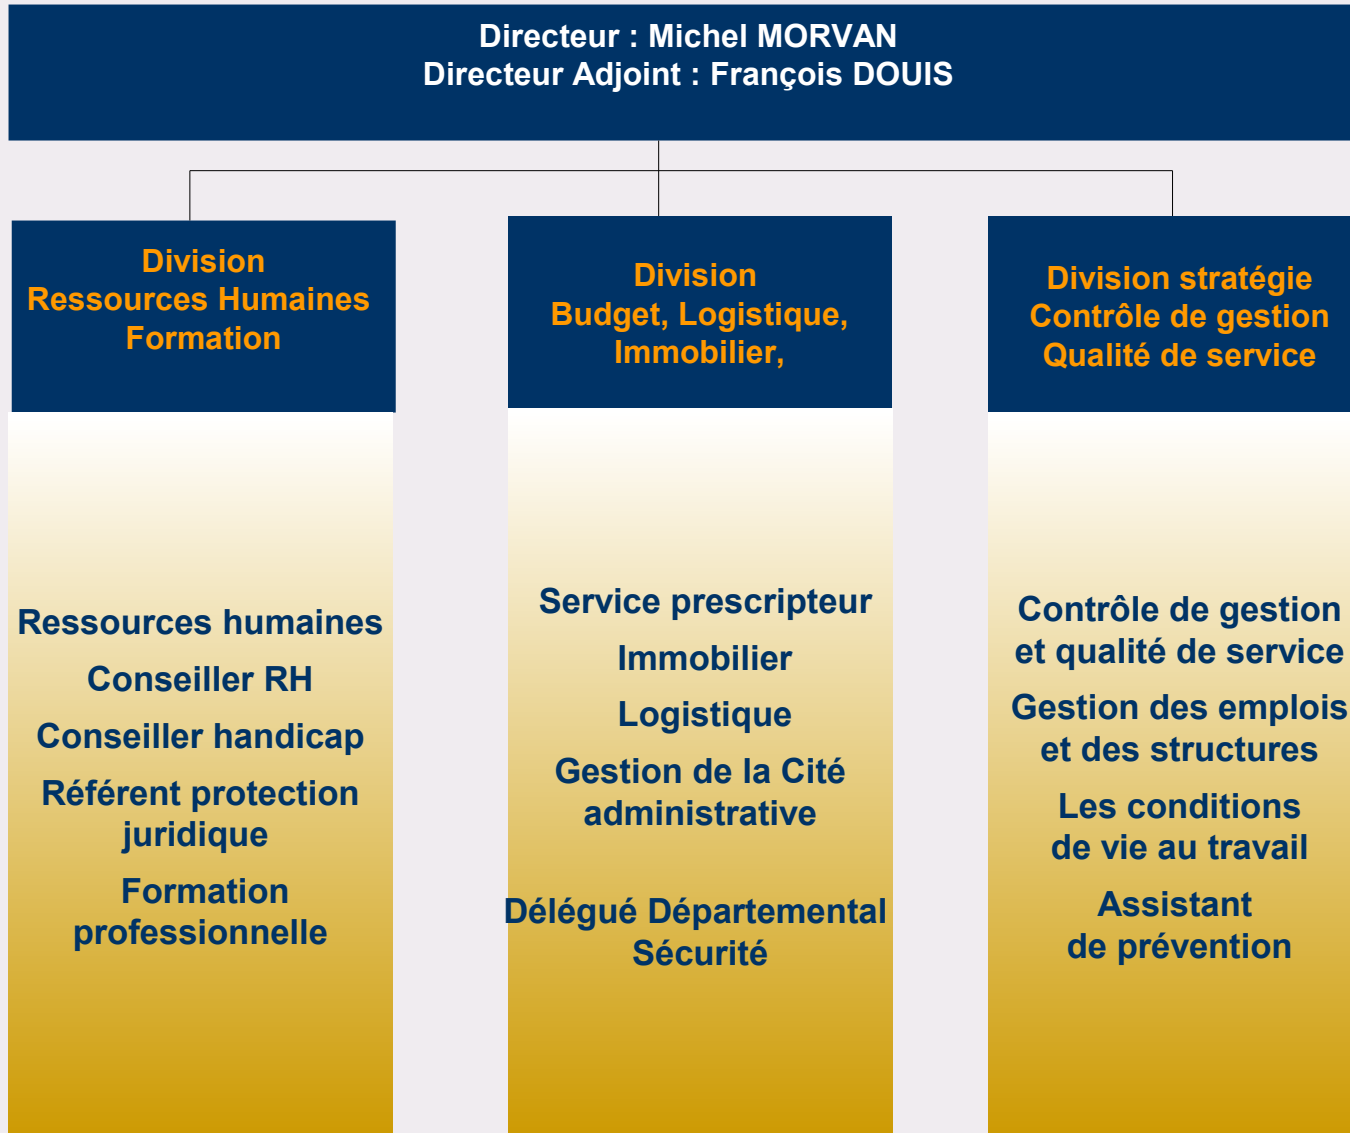 Directeur : Michel MORVAN
Directeur Adjoint : François DOUIS
Division
Ressources Humaines
Formation
Division
Budget, Logistique,
Immobilier,
Division stratégie
Contrôle de gestion
Qualité de service
Ressources humaines
Conseiller RH
Conseiller handicap
Référent protection
juridique
Formation
professionnelle
Service prescripteur
Immobilier
Logistique
Gestion de la Cité
administrative
Délégué Départemental
Sécurité
Contrôle de gestion
et qualité de service
Gestion des emplois
et des structures
Les conditions
de vie au travail
Assistant
de prévention